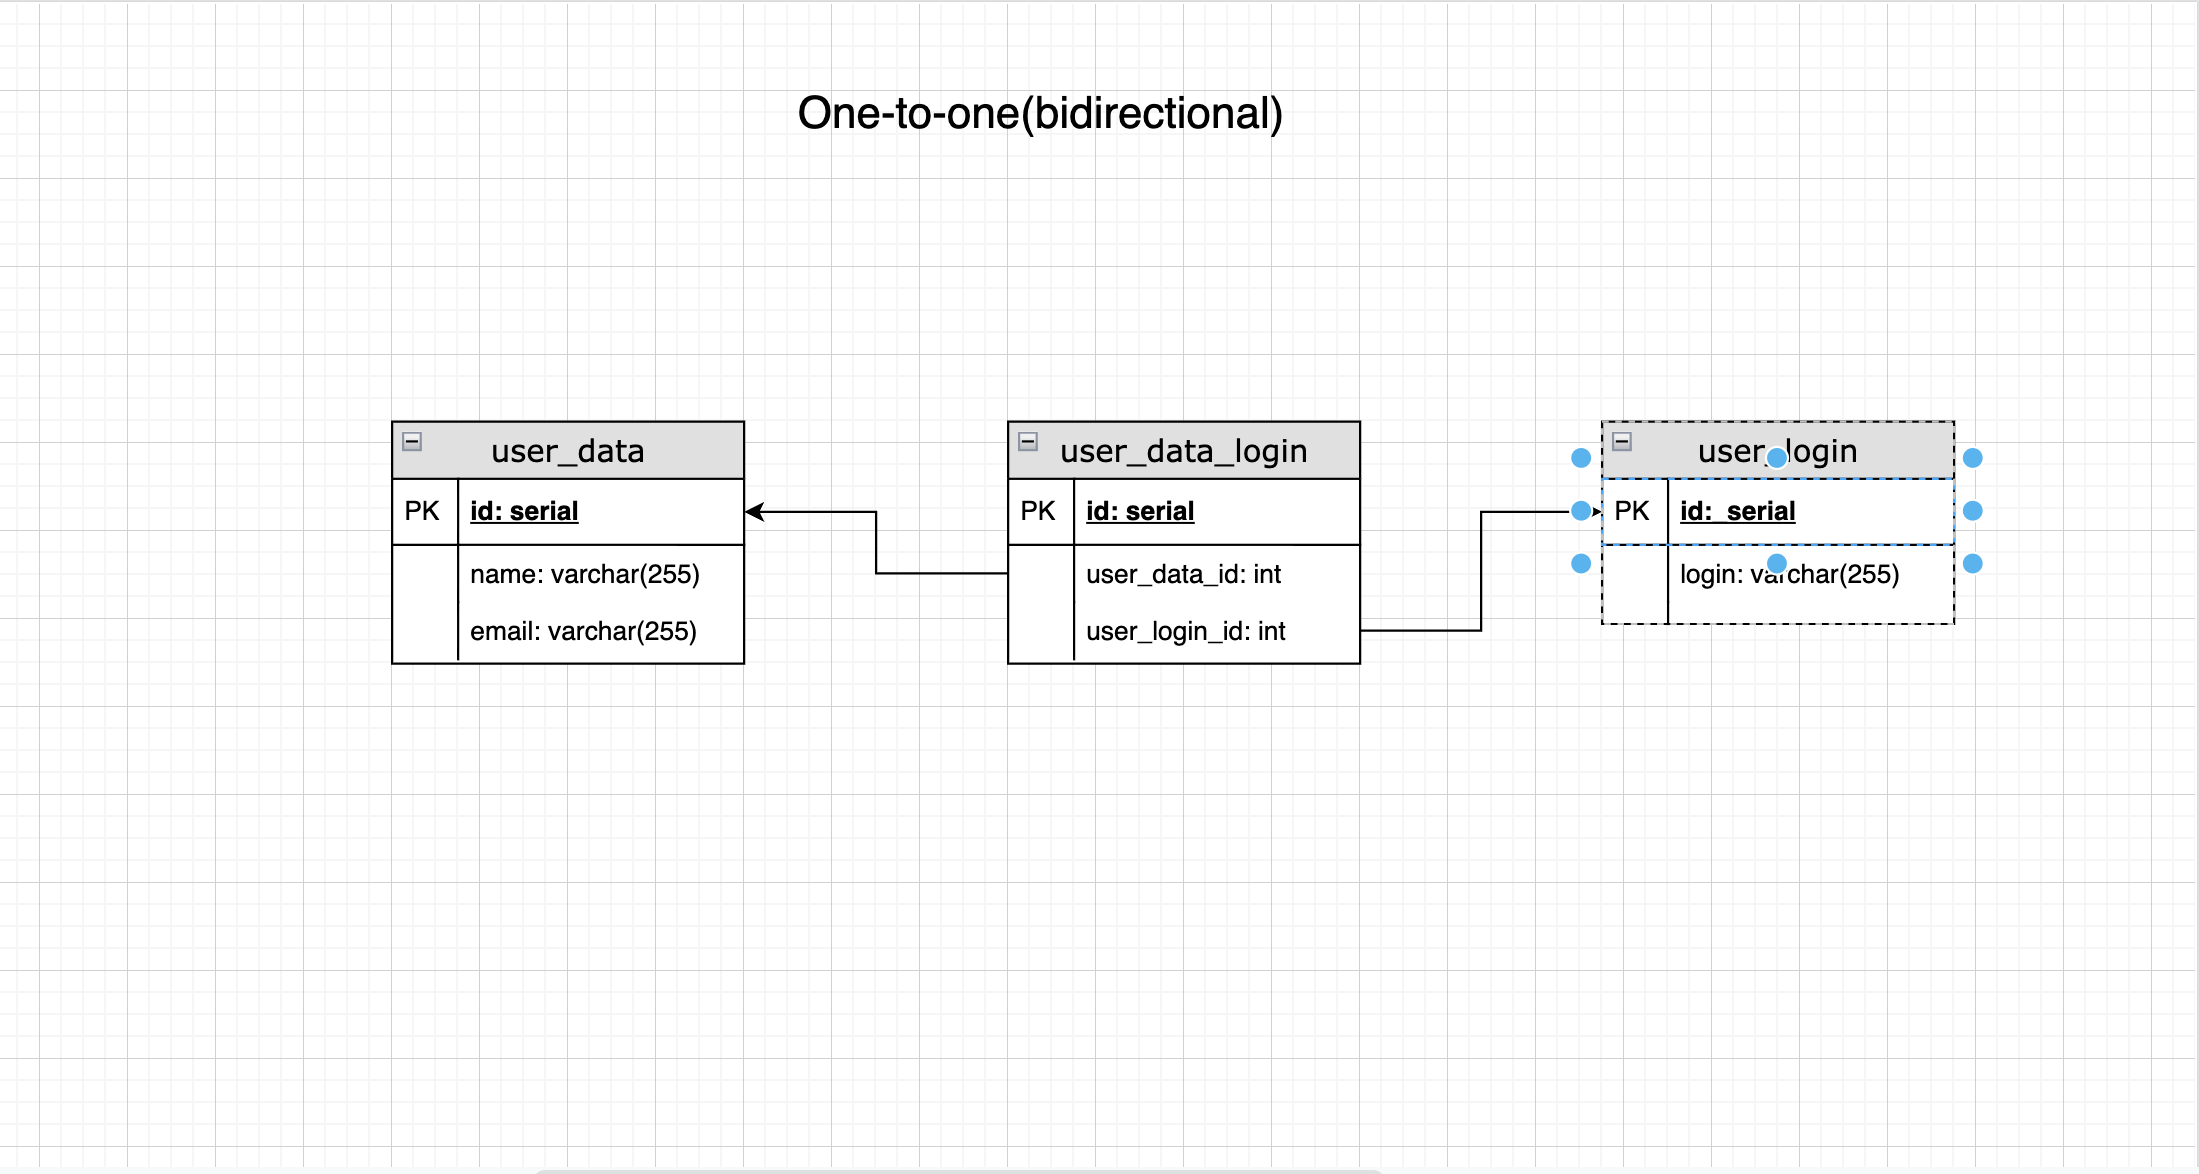 One-to-one(bidirectional)
user_data
PK id: serial
name: varchar(255)
email: varchar(255)
user_data_login
PK id: serial
user_data_id: int
user_login_id: int
user_login
PK id: serial
login: varchar(255)